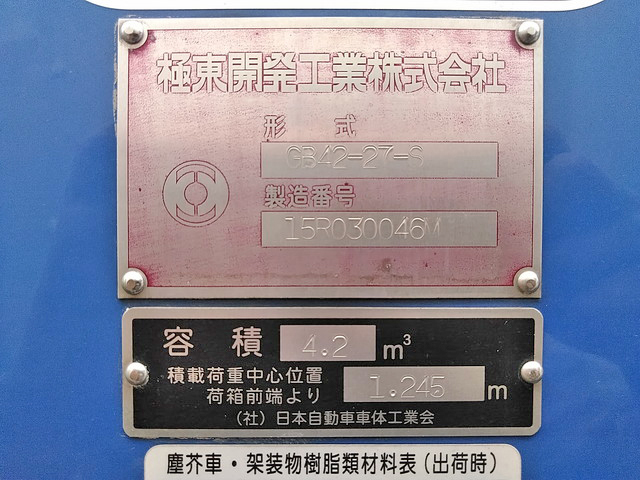 極東開発工業株式会社
形式
GB42-27-S
製造番号
15R030046M
容積 4.2 m³
積載荷重中心位置
荷箱前端より 1.245 m
(社)日本自動車車体工業会
塵芥車・架装物樹脂類材料表(出荷時)